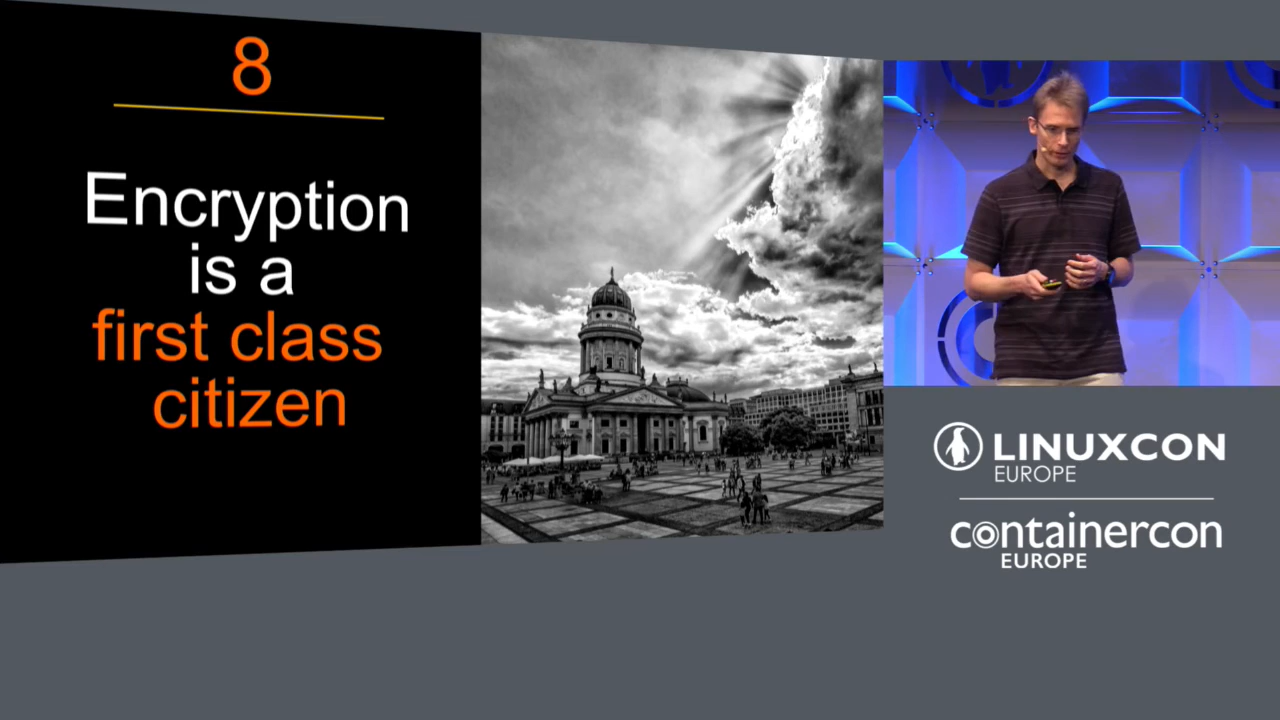 8
Encryption
is a
first class
citizen
LINUXCON
EUROPE
containercon
EUROPE